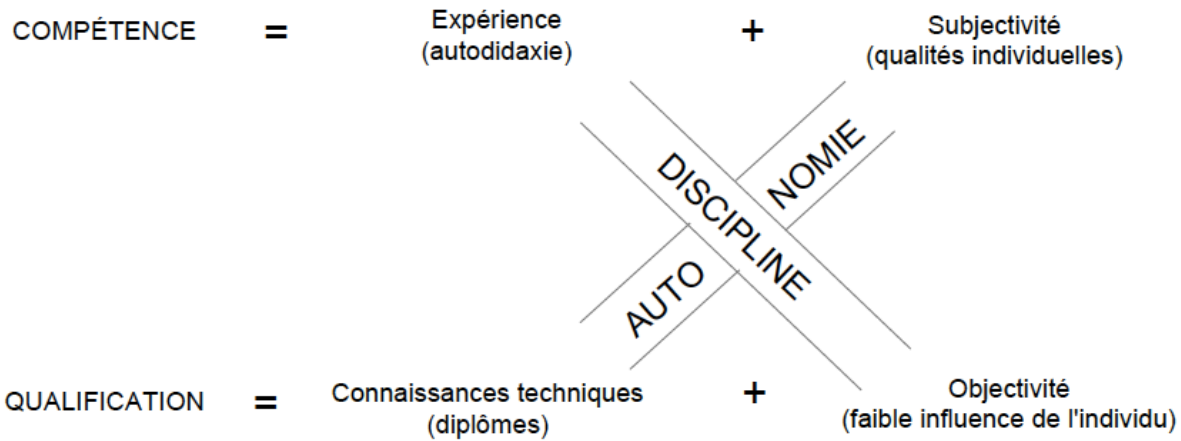 COMPÉTENCE = Expérience + Subjectivité
(autodidaxie) (qualités individuelles)
DISCIPLINE
AUTO NOMIE
QUALIFICATION = Connaissances techniques + Objectivité
(diplômes) (faible influence de l'individu)